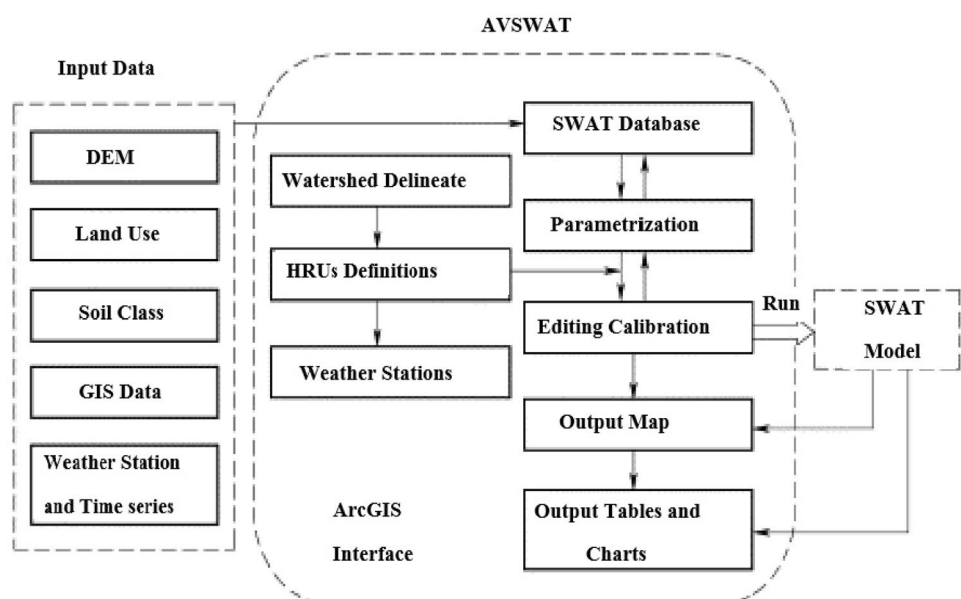 AVSWAT
Input Data
DEM
Land Use
Soil Class
GIS Data
Weather Station
and Time series
Watershed Delineate
HRUs Definitions
Weather Stations
ArcGIS
Interface
SWAT Database
Parametrization
Editing Calibration
Output Map
Output Tables and
Charts
Run
SWAT
Model